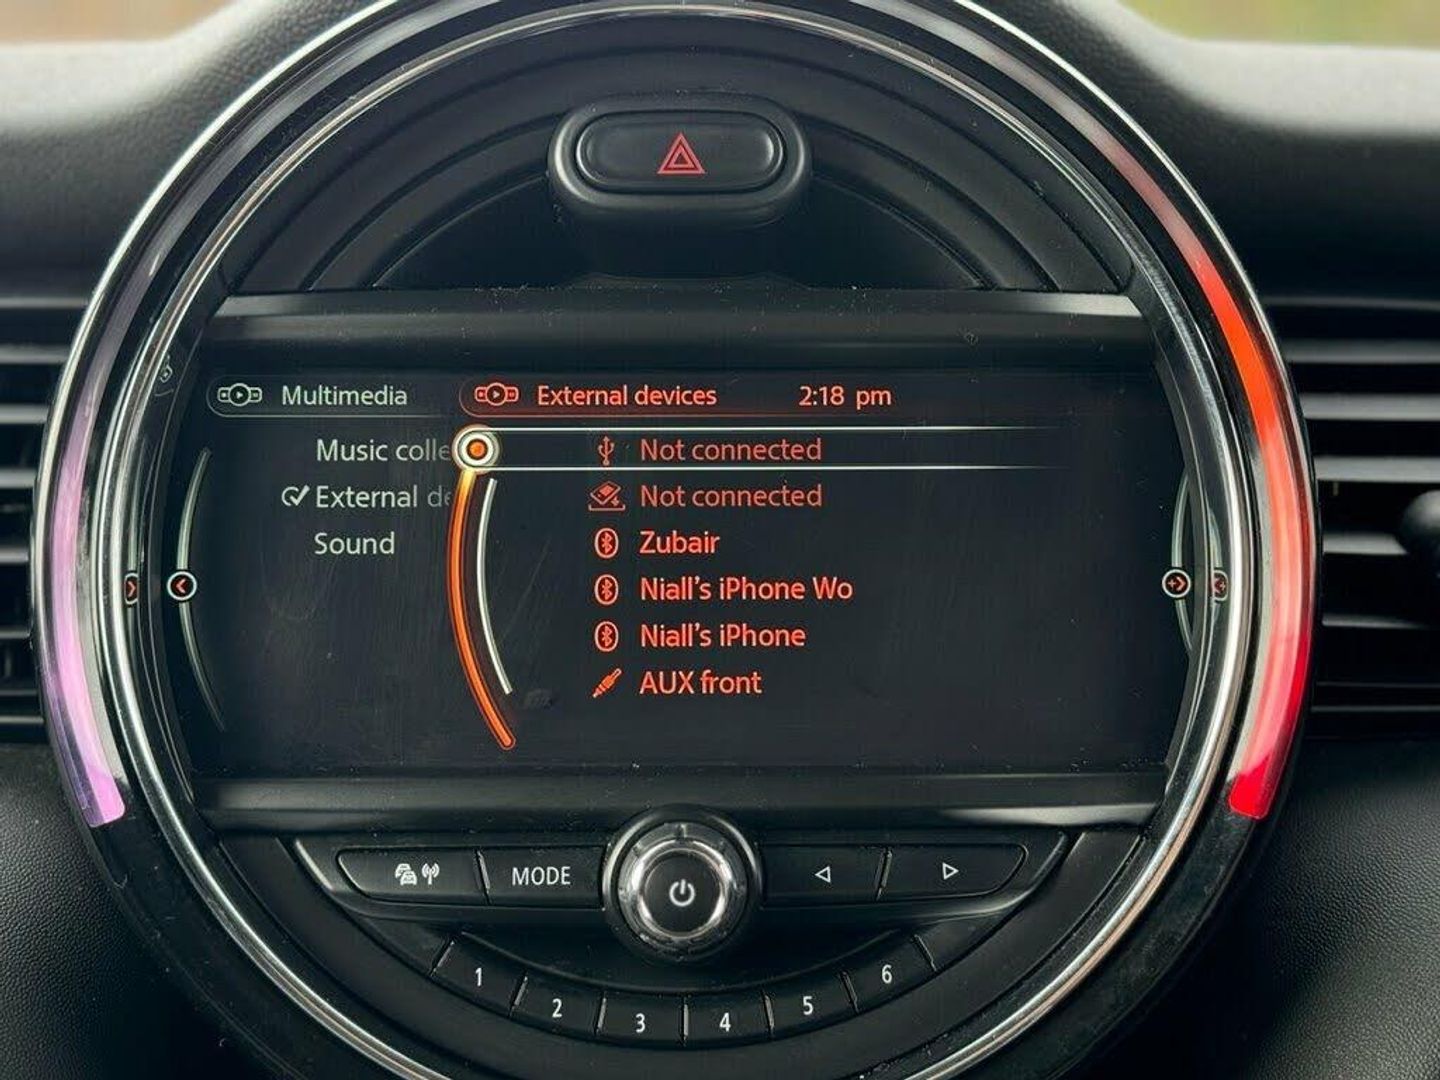 Multimedia
External devices 2:18 pm
Music colle
Not connected
External de
Not connected
Sound
Zubair
Niall's iPhone Wo
Niall's iPhone
AUX front
MODE
1
2
3
4
5
6